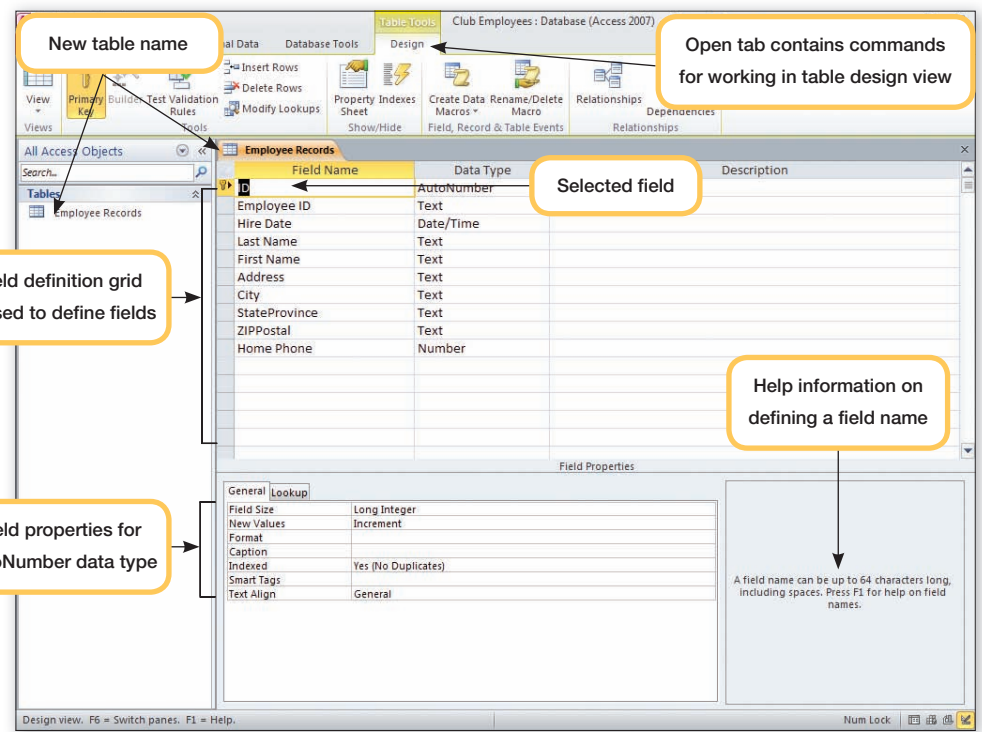 Table Tools
Club Employees : Database (Access 2007)
New table name
nal Data
Database Tools
Design
Open tab contains commands
for working in table design view
View
Primary
Key
Builder
Test Validation
Rules
Insert Rows
Delete Rows
Modify Lookups
Property
Sheet
Indexes
Create Data
Macros
Rename/Delete
Macro
Relationships
Dependencies
Views
Tools
Show/Hide
Field, Record & Table Events
Relationships
All Access Objects
Search...
Tables
Employee Records
Employee Records
Field Name
Data Type
Description
ID
AutoNumber
Selected field
Employee ID
Text
Hire Date
Date/Time
Last Name
Text
First Name
Text
Address
Text
City
Text
StateProvince
Text
ZIPPostal
Text
Home Phone
Number
eld definition grid
sed to define fields
Help information on
defining a field name
Field Properties
General
Lookup
Field Size
Long Integer
New Values
Increment
Format
Caption
Indexed
Yes (No Duplicates)
Smart Tags
Text Align
General
eld properties for
oNumber data type
A field name can be up to 64 characters long,
including spaces. Press F1 for help on field
names.
Design view. F6 = Switch panes. F1 = Help.
Num Lock